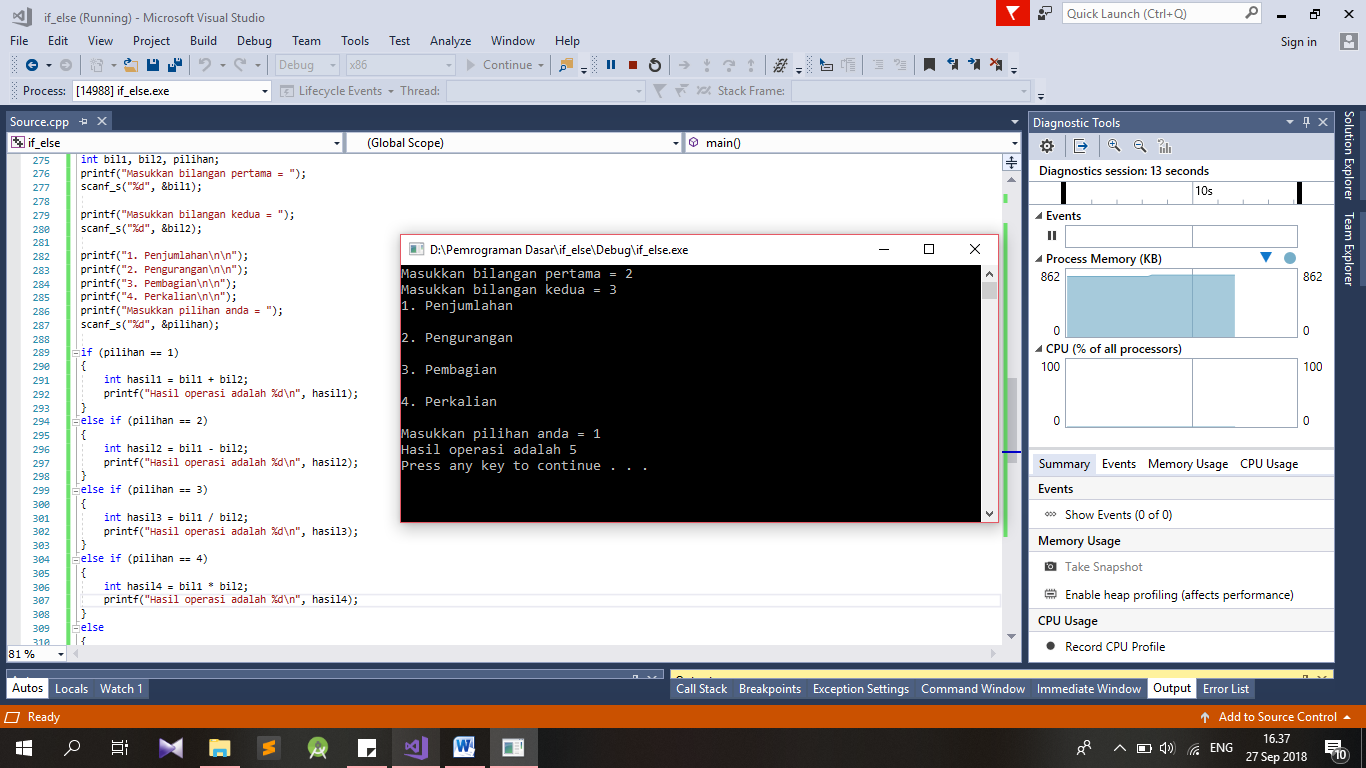 if_else (Running) - Microsoft Visual Studio
Quick Launch (Ctrl+Q)
File Edit View Project Build Debug Team Tools Test Analyze Window Help
Sign in
Debug x86 Continue
Process: [14988] if_else.exe Lifecycle Events Thread: Stack Frame:
Source.cpp
if_else (Global Scope) main()
275 int bil1, bil2, pilihan;
276 printf("Masukkan bilangan pertama = ");
277 scanf_s("%d", &bil1);
278
279 printf("Masukkan bilangan kedua = ");
280 scanf_s("%d", &bil2);
281
282 printf("1. Penjumlahan\n\n");
283 printf("2. Pengurangan\n\n");
284 printf("3. Pembagian\n\n");
285 printf("4. Perkalian\n\n");
286 printf("Masukkan pilihan anda = ");
287 scanf_s("%d", &pilihan);
288
289 if (pilihan == 1)
290 {
291 int hasil1 = bil1 + bil2;
292 printf("Hasil operasi adalah %d\n", hasil1);
293 }
294 else if (pilihan == 2)
295 {
296 int hasil2 = bil1 - bil2;
297 printf("Hasil operasi adalah %d\n", hasil2);
298 }
299 else if (pilihan == 3)
300 {
301 int hasil3 = bil1 / bil2;
302 printf("Hasil operasi adalah %d\n", hasil3);
303 }
304 else if (pilihan == 4)
305 {
306 int hasil4 = bil1 * bil2;
307 printf("Hasil operasi adalah %d\n", hasil4);
308 }
309 else
310 {
81 %
D:\Pemrograman Dasar\if_else\Debug\if_else.exe
Masukkan bilangan pertama = 2
Masukkan bilangan kedua = 3
1. Penjumlahan
2. Pengurangan
3. Pembagian
4. Perkalian
Masukkan pilihan anda = 1
Hasil operasi adalah 5
Press any key to continue . . .
Diagnostic Tools
Diagnostics session: 13 seconds
10s
Events
Process Memory (KB)
862 862
0 0
CPU (% of all processors)
100 100
0 0
Summary Events Memory Usage CPU Usage
Events
Show Events (0 of 0)
Memory Usage
Take Snapshot
Enable heap profiling (affects performance)
CPU Usage
Record CPU Profile
Solution Explorer
Team Explorer
Autos Locals Watch 1
Call Stack Breakpoints Exception Settings Command Window Immediate Window Output Error List
Ready
Add to Source Control
ENG
16.37
27 Sep 2018
10